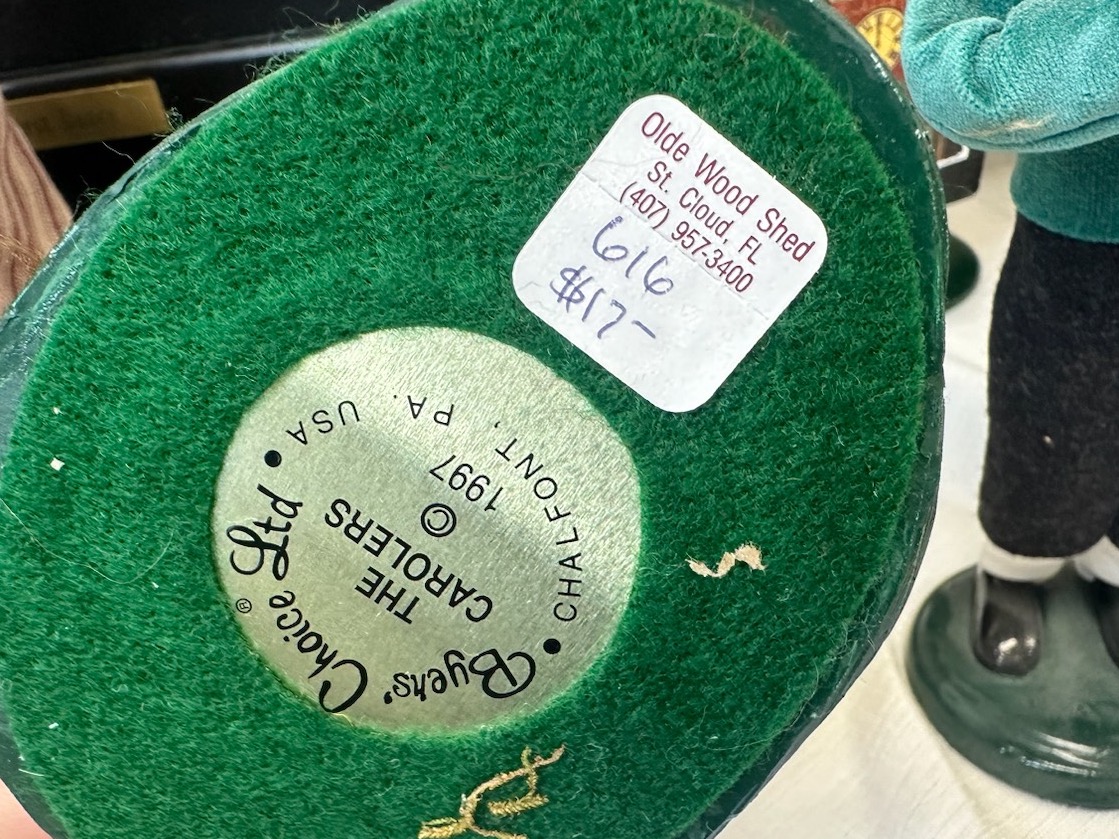 Olde Wood Shed
St. Cloud, FL
(407) 957-3400
616
$17-
Byers' Choice® Ltd
THE
CAROLERS
© 1997
• CHALFONT, PA. USA •